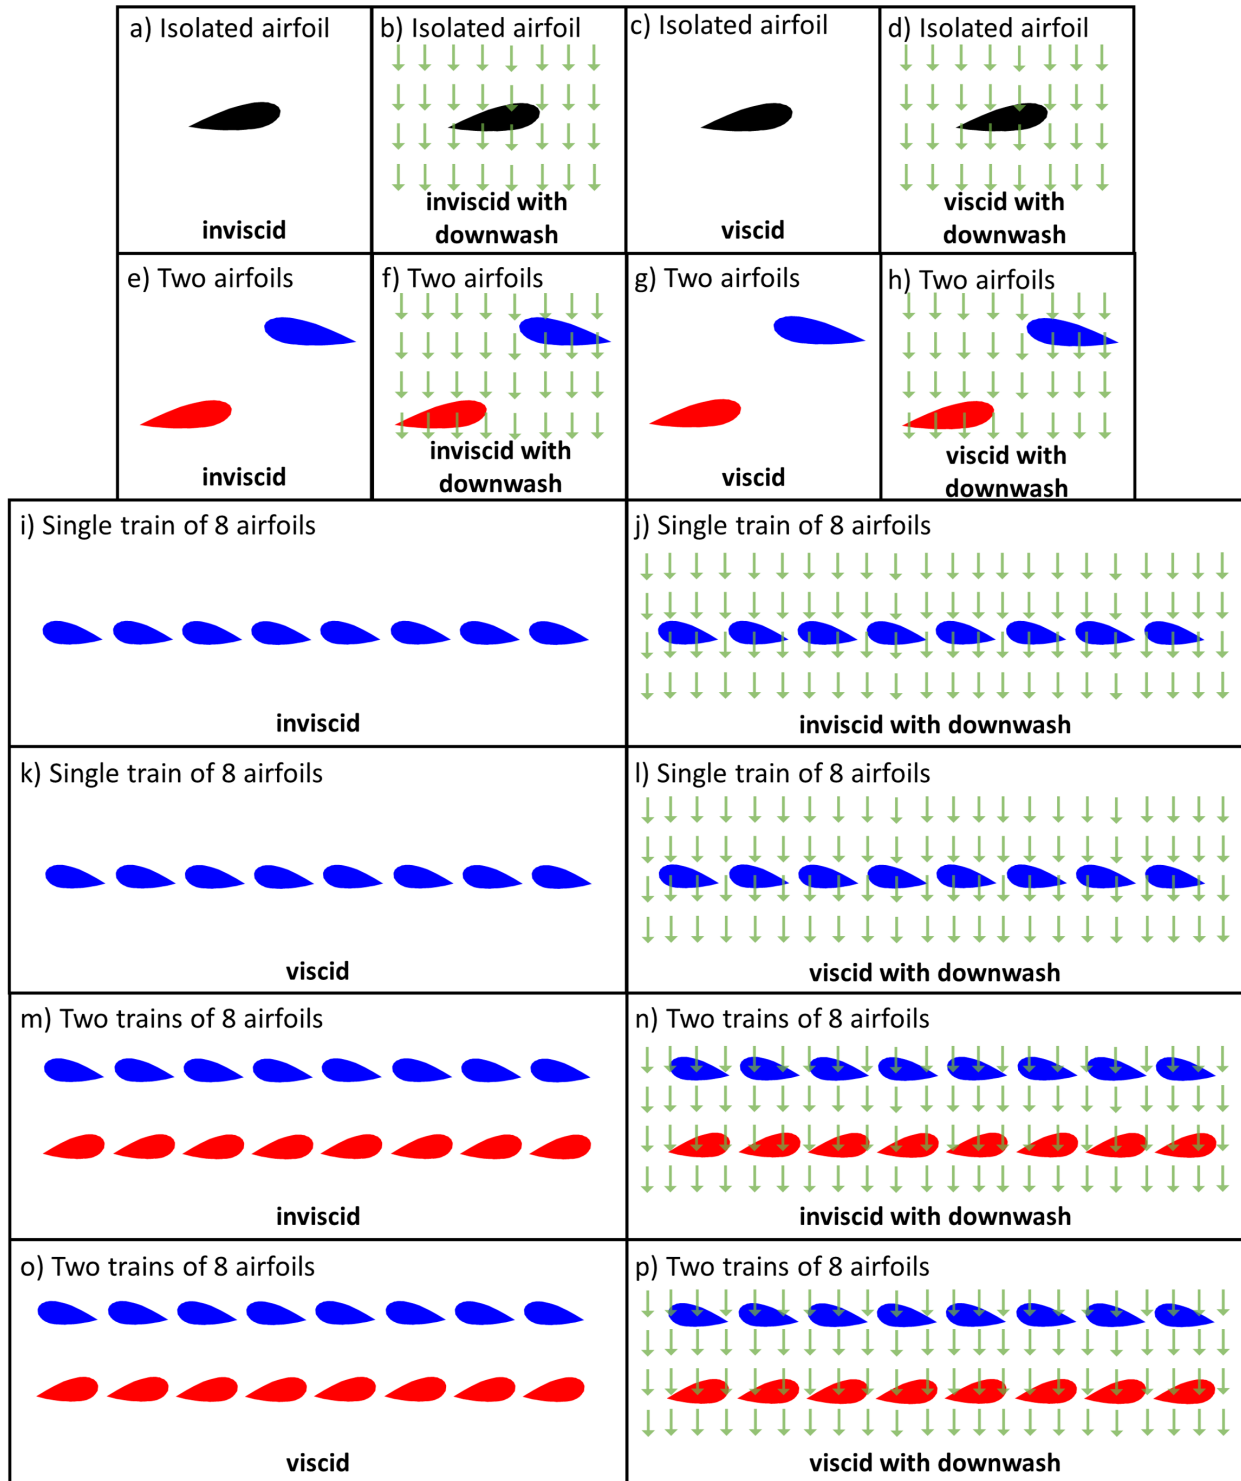 a) Isolated airfoil
inviscid
b) Isolated airfoil
inviscid with
downwash
c) Isolated airfoil
viscid
d) Isolated airfoil
viscid with
downwash
e) Two airfoils
inviscid
f) Two airfoils
inviscid with
downwash
g) Two airfoils
viscid
h) Two airfoils
viscid with
downwash
i) Single train of 8 airfoils
inviscid
j) Single train of 8 airfoils
inviscid with downwash
k) Single train of 8 airfoils
viscid
l) Single train of 8 airfoils
viscid with downwash
m) Two trains of 8 airfoils
inviscid
n) Two trains of 8 airfoils
inviscid with downwash
o) Two trains of 8 airfoils
viscid
p) Two trains of 8 airfoils
viscid with downwash